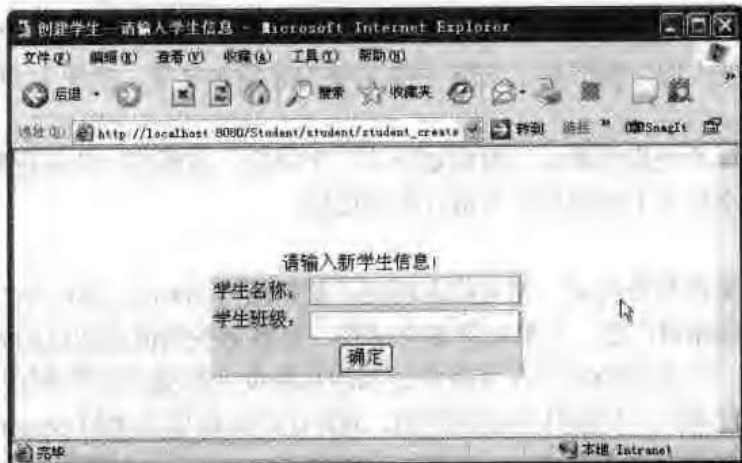 创建学生--请输入学生信息 - Microsoft Internet Explorer
文件(F) 编辑(E) 查看(V) 收藏(A) 工具(T) 帮助(H)
后退 搜索 收藏夹
地址(D) http://localhost:8080/Student/student/student_create 转到 链接 » SnagIt
请输入新学生信息!
学生名称:
学生班级:
确定
完毕 本地 Intranet